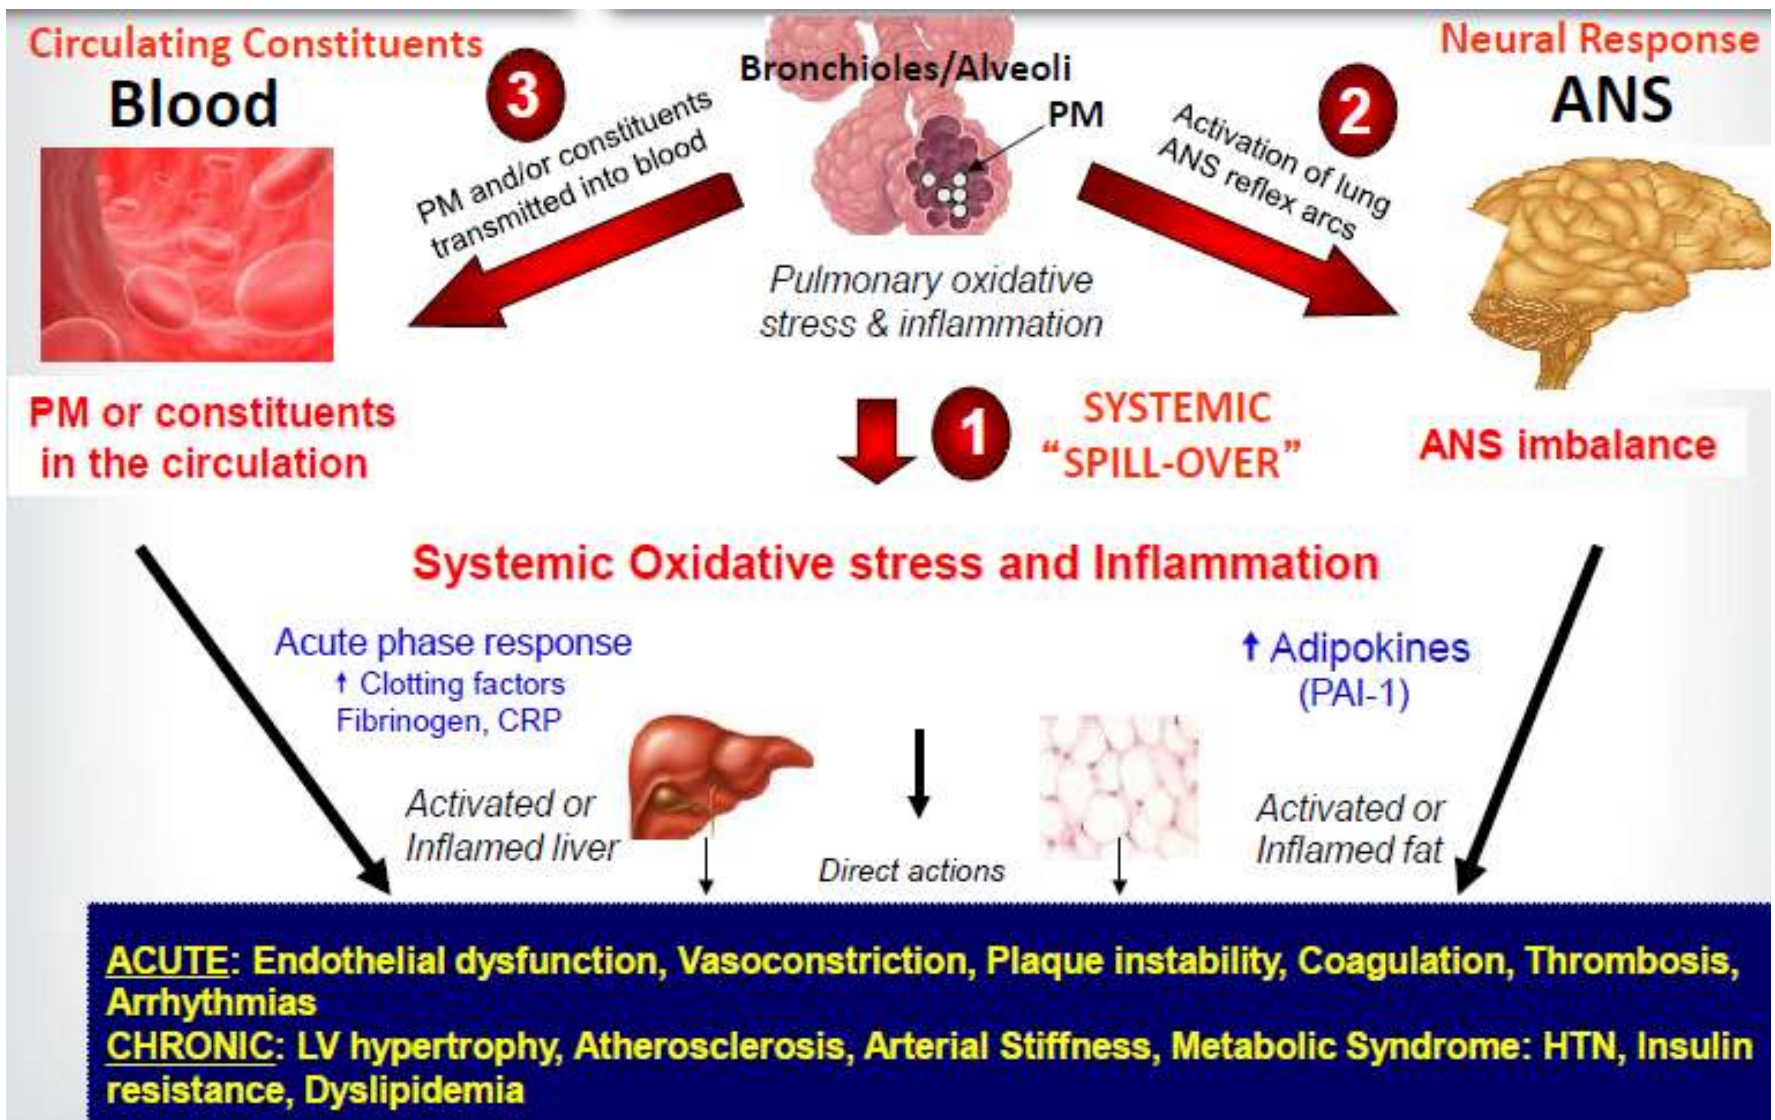 Circulating Constituents
Blood
3
PM and/or constituents
transmitted into blood
Bronchioles/Alveoli
PM
Pulmonary oxidative
stress & inflammation
2
Activation of lung
ANS reflex arcs
Neural Response
ANS
PM or constituents
in the circulation
1
SYSTEMIC
“SPILL-OVER”
ANS imbalance
Systemic Oxidative stress and Inflammation
Acute phase response
↑ Clotting factors
Fibrinogen, CRP
Activated or
Inflamed liver
Direct actions
↑ Adipokines
(PAI-1)
Activated or
Inflamed fat
ACUTE: Endothelial dysfunction, Vasoconstriction, Plaque instability, Coagulation, Thrombosis,
Arrhythmias
CHRONIC: LV hypertrophy, Atherosclerosis, Arterial Stiffness, Metabolic Syndrome: HTN, Insulin
resistance, Dyslipidemia